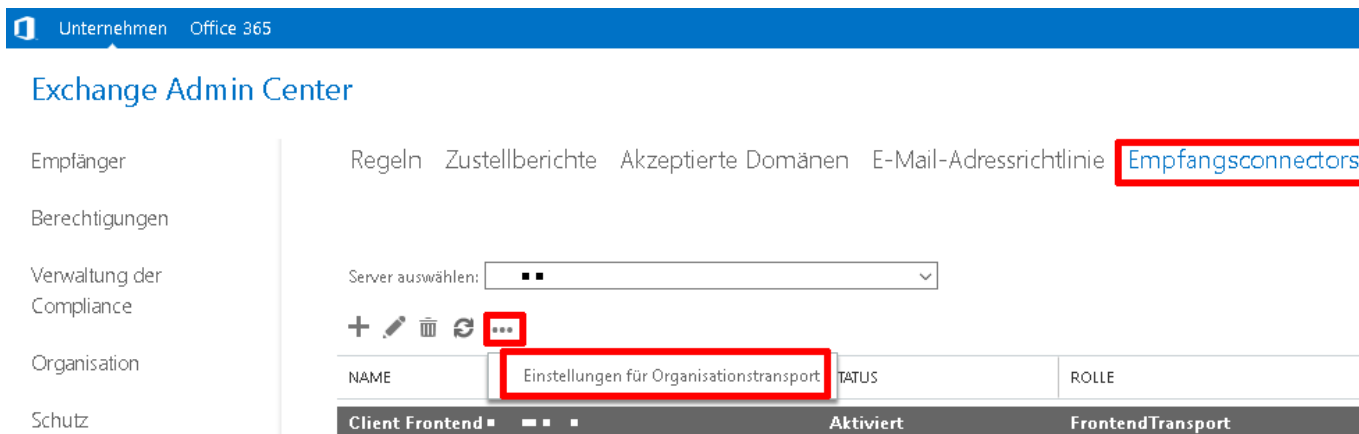 Unternehmen Office 365
Exchange Admin Center
Empfänger
Regeln Zustellberichte Akzeptierte Domänen E-Mail-Adressrichtlinie Empfangsconnectors
Berechtigungen
Verwaltung der
Compliance
Server auswählen:
Organisation
Einstellungen für Organisationstransport
NAME TATUS ROLLE
Schutz
Client Frontend Aktiviert FrontendTransport